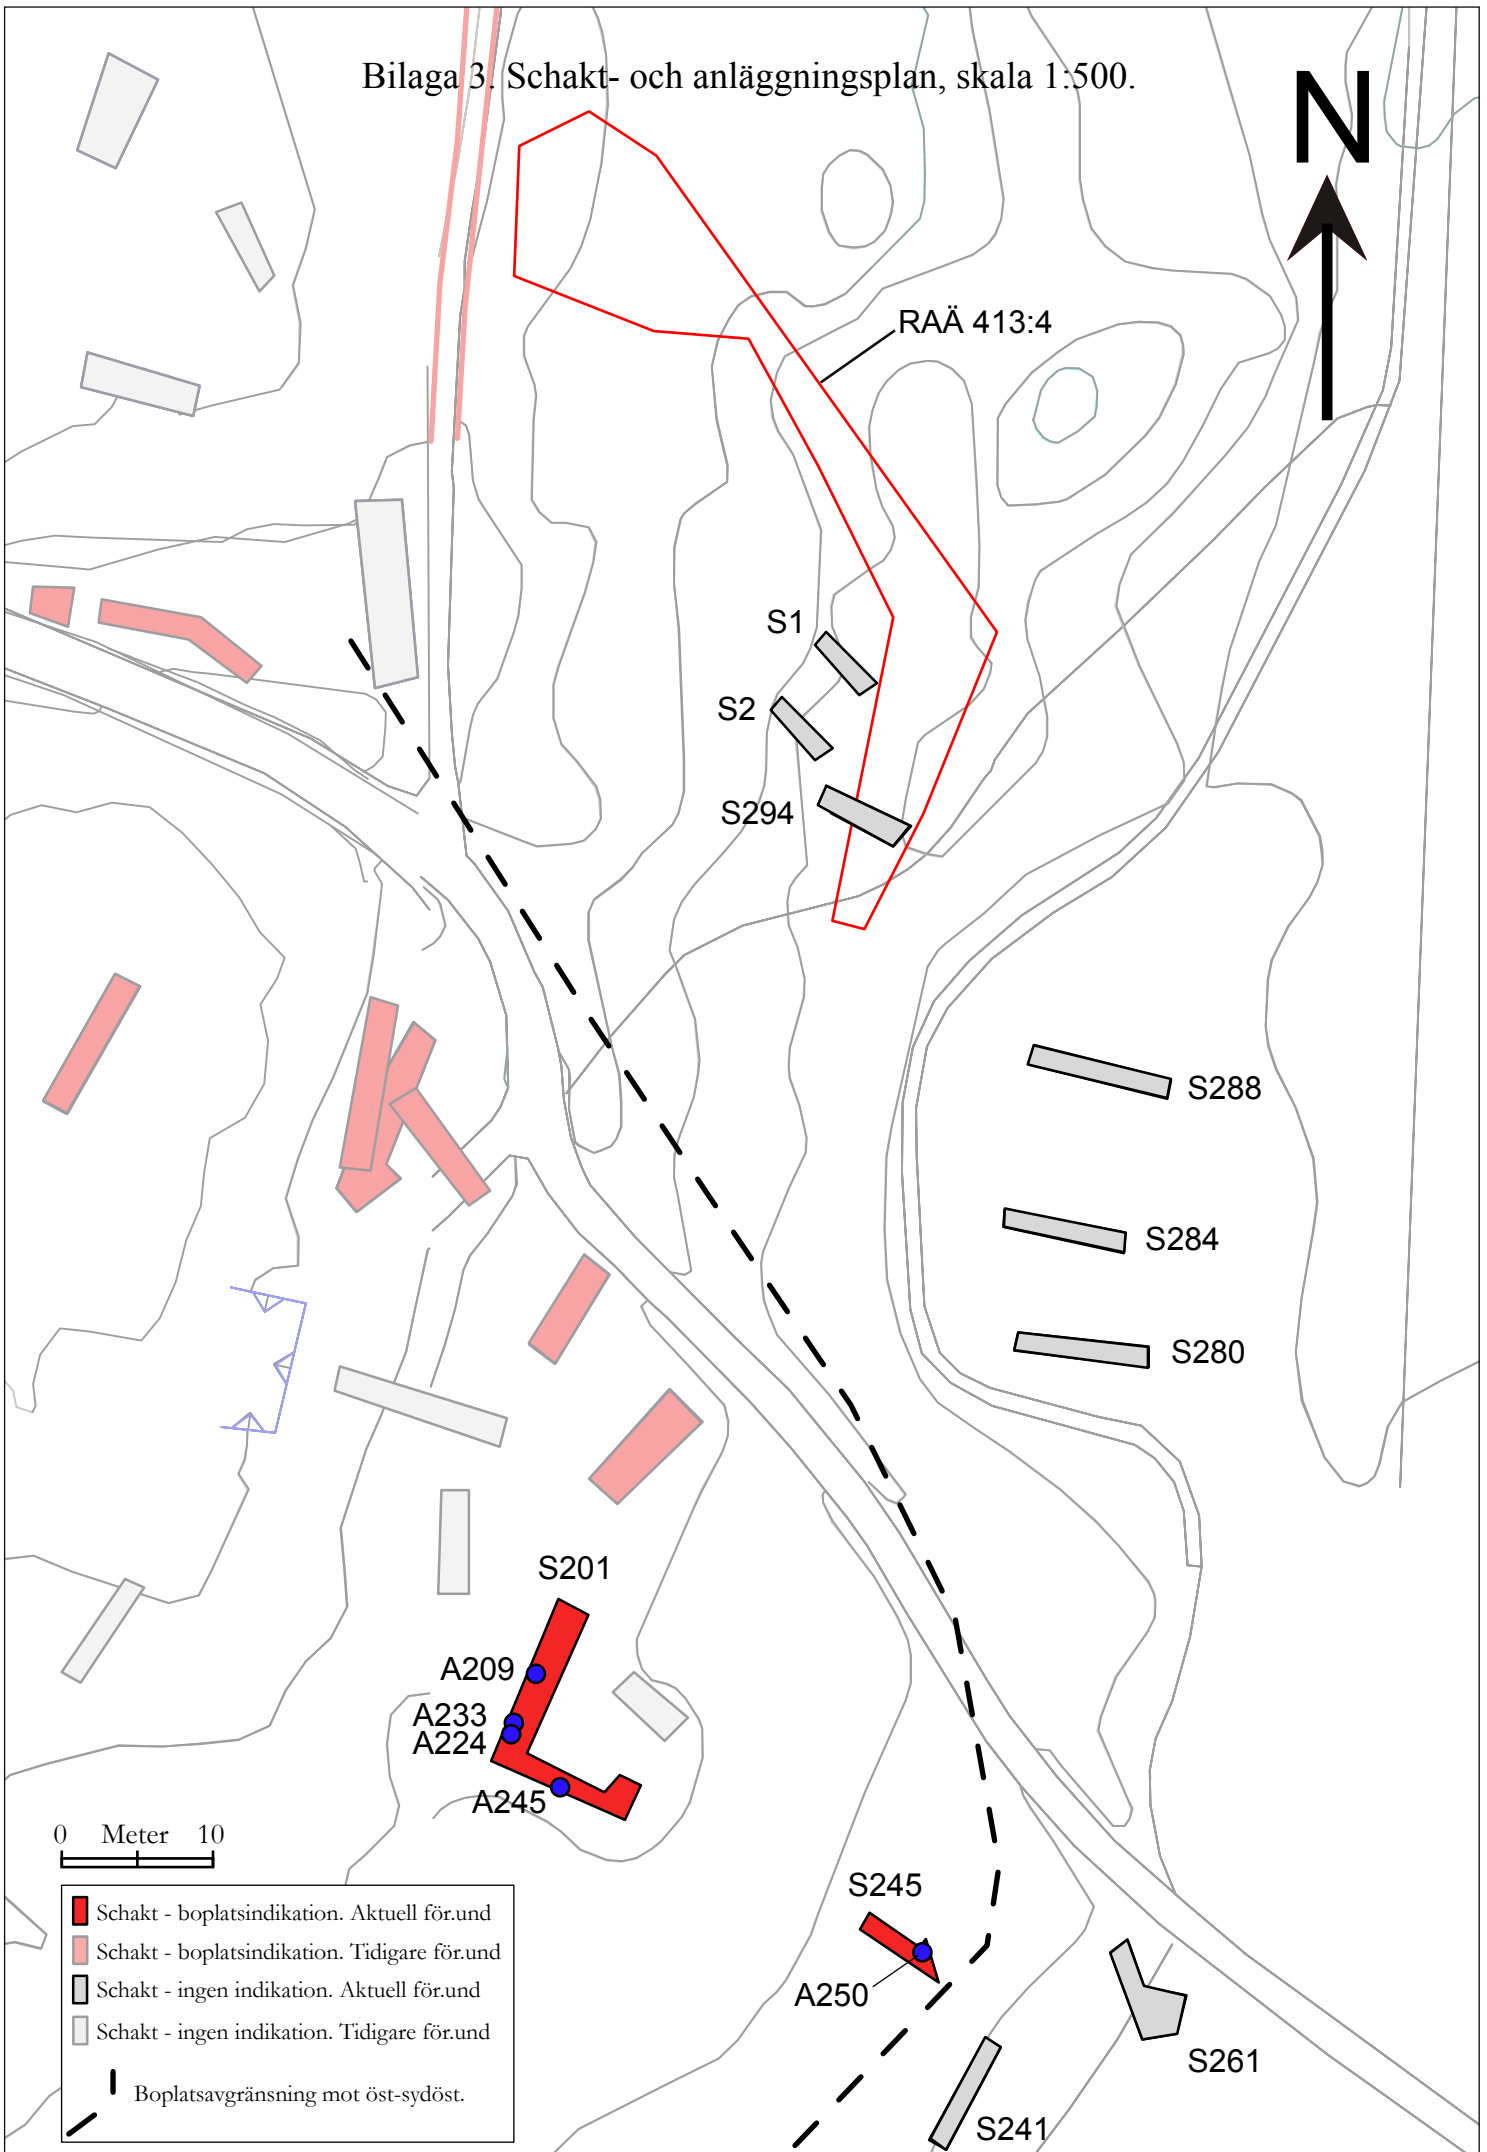 Bilaga 3. Schakt- och anläggningsplan, skala 1:500.
N
RAÄ 413:4
S1
S2
S294
S288
S284
S280
S201
A209
A233
A224
A245
0 Meter 10
S245
A250
S261
S241
Schakt - boplatsindikation. Aktuell för.und
Schakt - boplatsindikation. Tidigare för.und
Schakt - ingen indikation. Aktuell för.und
Schakt - ingen indikation. Tidigare för.und
Boplatsavgränsning mot öst-sydöst.